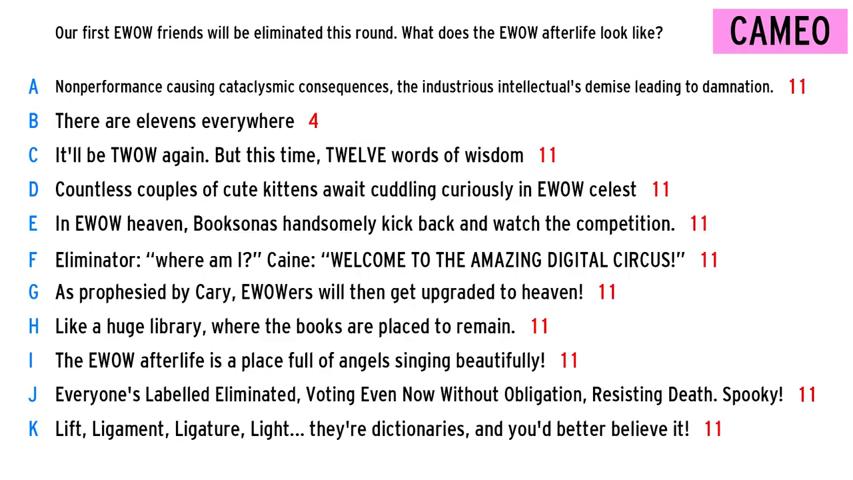 Our first EWOW friends will be eliminated this round. What does the EWOW afterlife look like?
CAMEO
A Nonperformance causing cataclysmic consequences, the industrious intellectual's demise leading to damnation. 11
B There are elevens everywhere 4
C It'll be TWOW again. But this time, TWELVE words of wisdom 11
D Countless couples of cute kittens await cuddling curiously in EWOW celest 11
E In EWOW heaven, Booksonas handsomely kick back and watch the competition. 11
F Eliminator: “where am I?” Caine: “WELCOME TO THE AMAZING DIGITAL CIRCUS!” 11
G As prophesied by Cary, EWOWers will then get upgraded to heaven! 11
H Like a huge library, where the books are placed to remain. 11
I The EWOW afterlife is a place full of angels singing beautifully! 11
J Everyone's Labelled Eliminated, Voting Even Now Without Obligation, Resisting Death. Spooky! 11
K Lift, Ligament, Ligature, Light... they're dictionaries, and you'd better believe it! 11